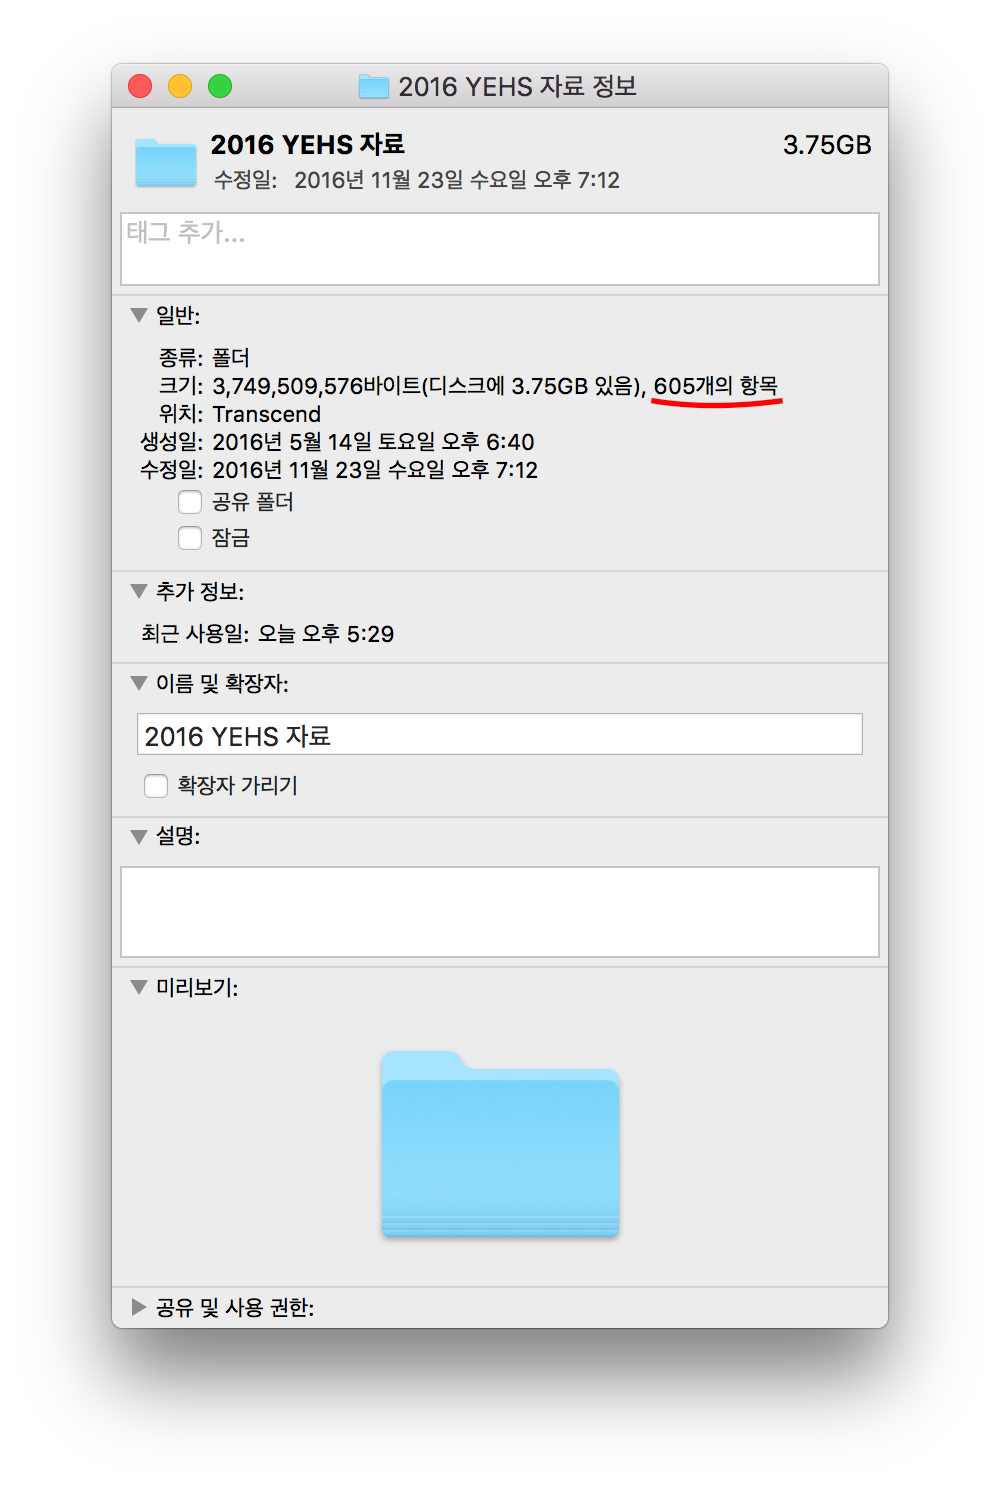 2016 YEHS 자료 정보
2016 YEHS 자료 3.75GB
수정일: 2016년 11월 23일 수요일 오후 7:12
태그 추가...
일반:
종류: 폴더
크기: 3,749,509,576바이트(디스크에 3.75GB 있음), 605개의 항목
위치: Transcend
생성일: 2016년 5월 14일 토요일 오후 6:40
수정일: 2016년 11월 23일 수요일 오후 7:12
공유 폴더
잠금
추가 정보:
최근 사용일: 오늘 오후 5:29
이름 및 확장자:
2016 YEHS 자료
확장자 가리기
설명:
미리보기:
공유 및 사용 권한: